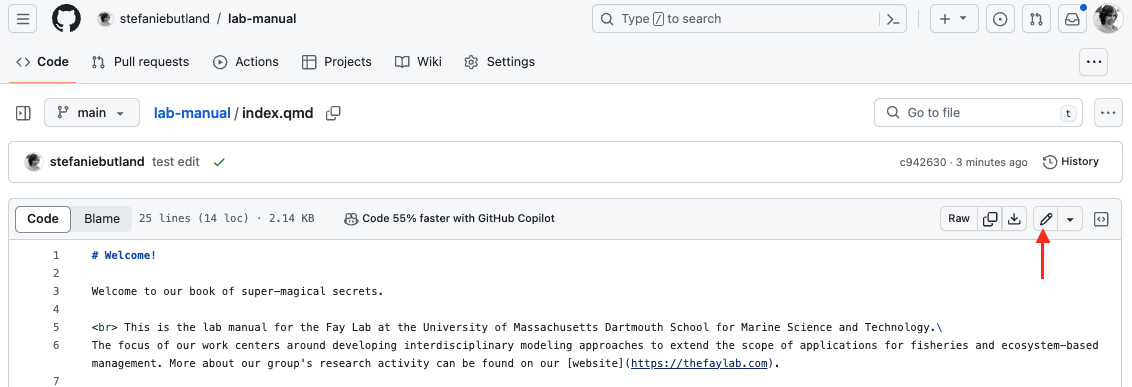 stefaniebutland / lab-manual
Type / to search
Code Pull requests Actions Projects Wiki Settings
main lab-manual / index.qmd Go to file t
stefaniebutland test edit c942630 · 3 minutes ago History
Code Blame 25 lines (14 loc) · 2.14 KB Code 55% faster with GitHub Copilot Raw
1 # Welcome!
2
3 Welcome to our book of super-magical secrets.
4
5 <br> This is the lab manual for the Fay Lab at the University of Massachusetts Dartmouth School for Marine Science and Technology.\
6 The focus of our work centers around developing interdisciplinary modeling approaches to extend the scope of applications for fisheries and ecosystem-based
management. More about our group's research activity can be found on our [website](https://thefaylab.com).
7